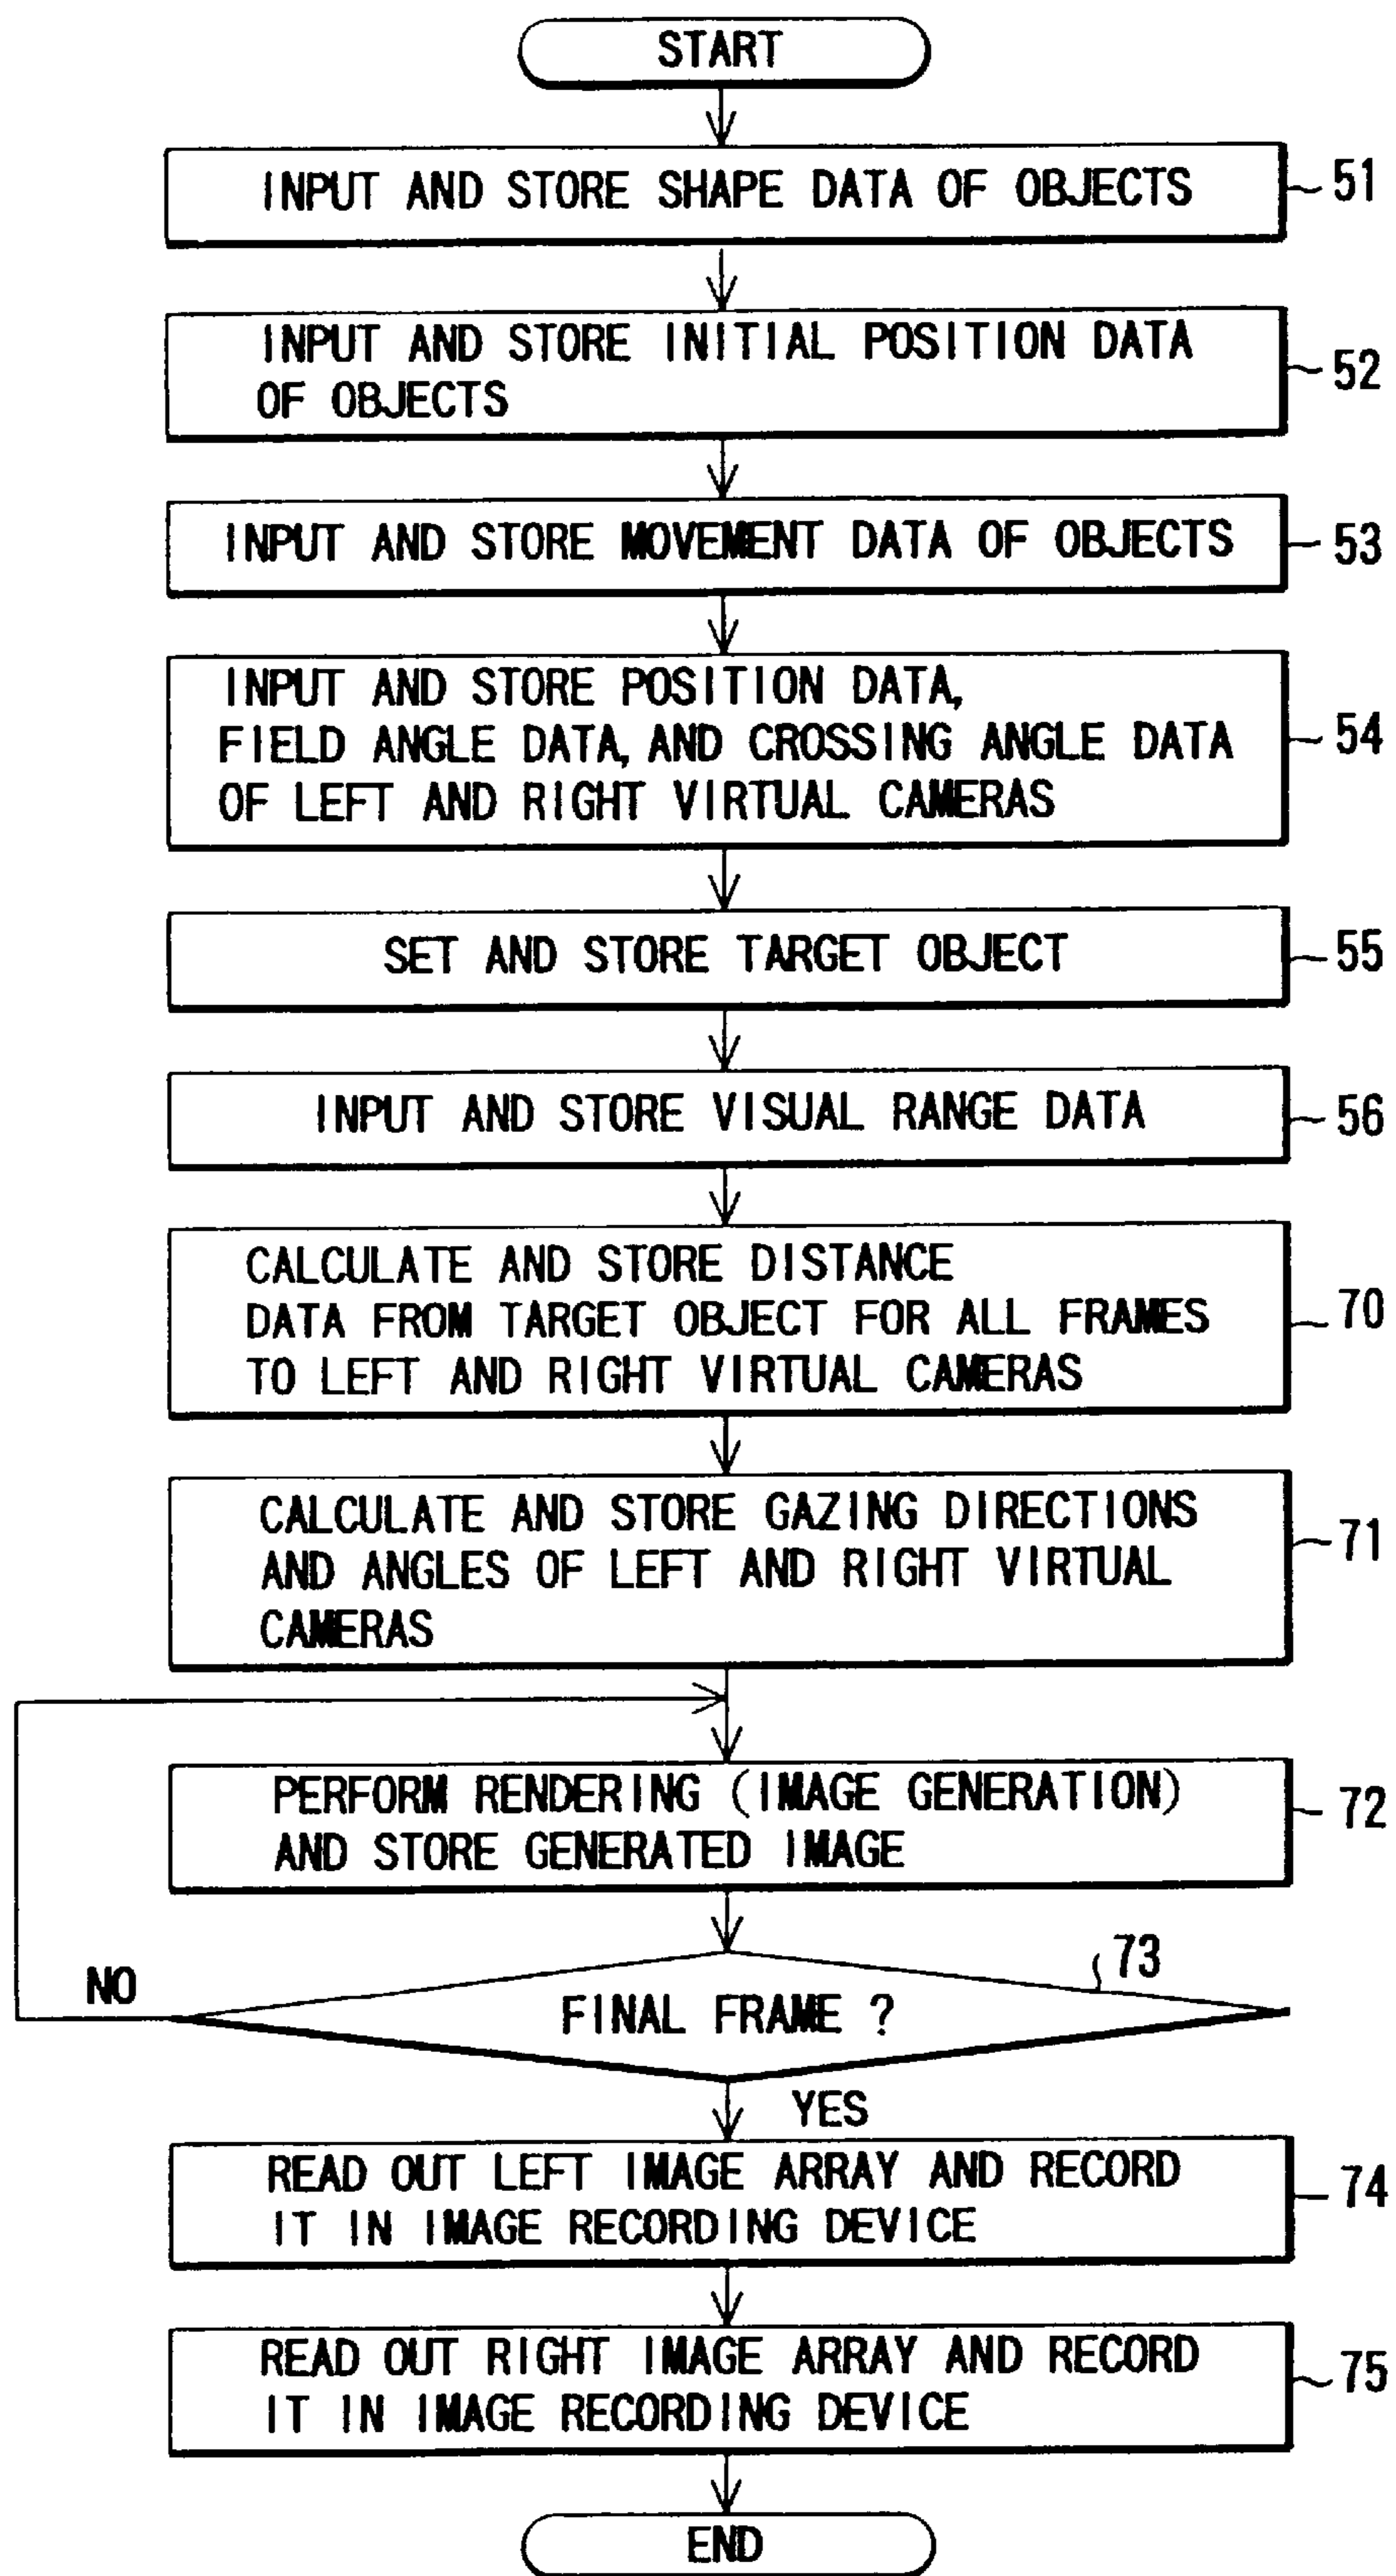 START
INPUT AND STORE SHAPE DATA OF OBJECTS
51
INPUT AND STORE INITIAL POSITION DATA
OF OBJECTS
52
INPUT AND STORE MOVEMENT DATA OF OBJECTS
53
INPUT AND STORE POSITION DATA,
FIELD ANGLE DATA, AND CROSSING ANGLE DATA
OF LEFT AND RIGHT VIRTUAL CAMERAS
54
SET AND STORE TARGET OBJECT
55
INPUT AND STORE VISUAL RANGE DATA
56
CALCULATE AND STORE DISTANCE
DATA FROM TARGET OBJECT FOR ALL FRAMES
TO LEFT AND RIGHT VIRTUAL CAMERAS
70
CALCULATE AND STORE GAZING DIRECTIONS
AND ANGLES OF LEFT AND RIGHT VIRTUAL
CAMERAS
71
PERFORM RENDERING (IMAGE GENERATION)
AND STORE GENERATED IMAGE
72
73
NO
FINAL FRAME ?
YES
READ OUT LEFT IMAGE ARRAY AND RECORD
IT IN IMAGE RECORDING DEVICE
74
READ OUT RIGHT IMAGE ARRAY AND RECORD
IT IN IMAGE RECORDING DEVICE
75
END